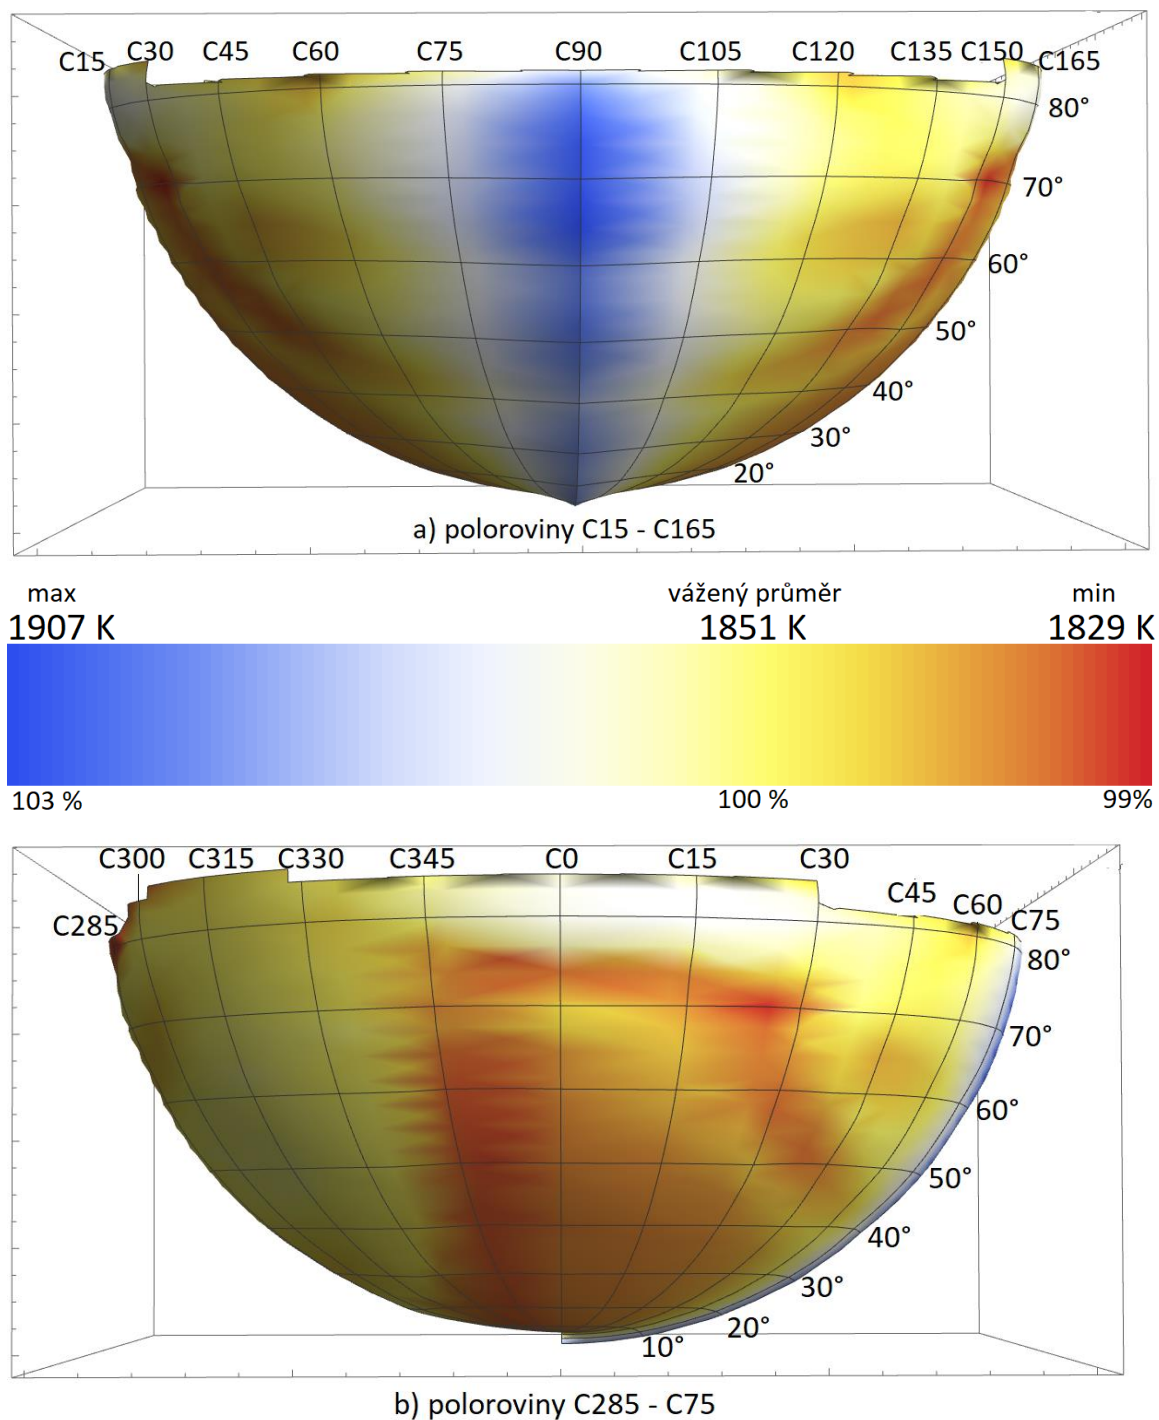 C15 C30 C45 C60 C75 C90 C105 C120 C135 C150 C165
80°
70°
60°
50°
40°
30°
20°
a) poloroviny C15 - C165
max vážený průměr min
1907 K 1851 K 1829 K
103 % 100 % 99%
C300 C315 C330 C345 C0 C15 C30
C45 C60 C75
C285
80°
70°
60°
50°
40°
30°
20°
10°
b) poloroviny C285 - C75